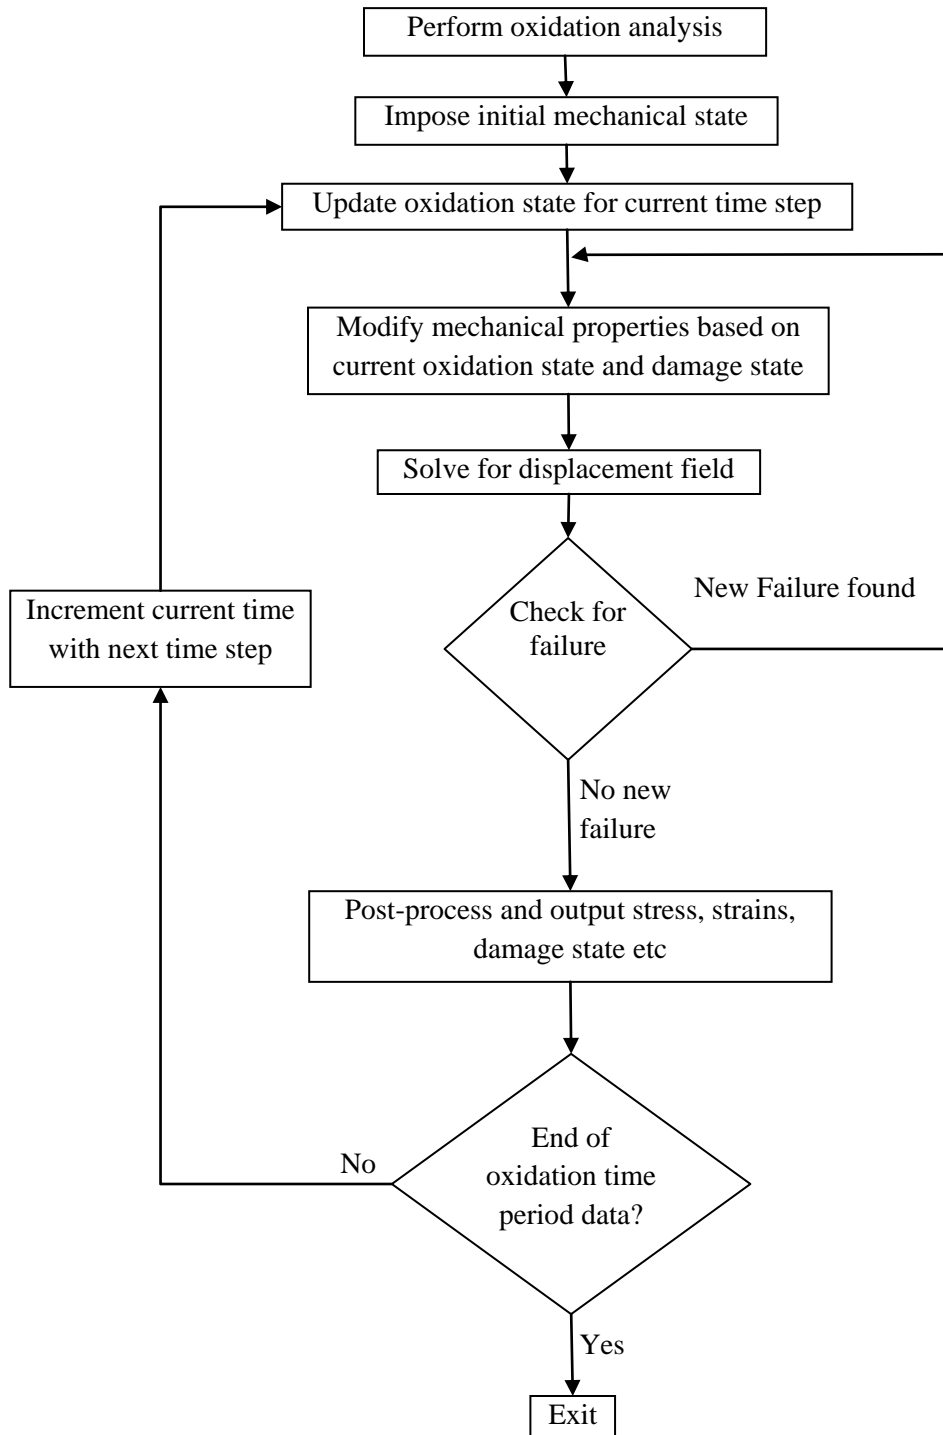 Perform oxidation analysis
Impose initial mechanical state
Update oxidation state for current time step
Modify mechanical properties based on
current oxidation state and damage state
Solve for displacement field
Increment current time
with next time step
Check for
failure
New Failure found
No new
failure
Post-process and output stress, strains,
damage state etc
End of
oxidation time
period data?
No
Yes
Exit